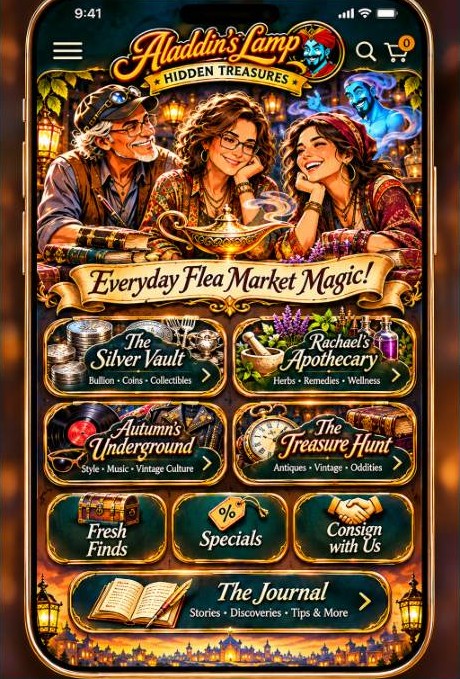 9:41
Aladdin's Lamp
HIDDEN TREASURES
0
Everyday Flea Market Magic!
The
Silver Vault
Bullion • Coins • Collectibles
Rachael's
Apothecary
Herbs • Remedies • Wellness
Autumn's
Underground
Style • Music • Vintage Culture
The
Treasure Hunt
Antiques • Vintage • Oddities
Fresh
Finds
%
Specials
Consign
with Us
The Journal
Stories • Discoveries • Tips & More